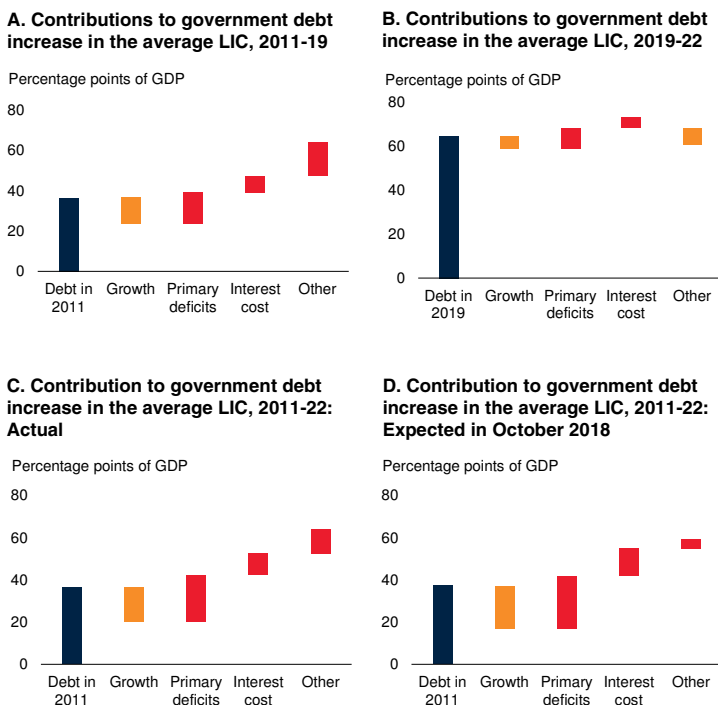 A. Contributions to government debt
increase in the average LIC, 2011-19
Percentage points of GDP
80
60
40
20
0
Debt in
2011
Growth
Primary
deficits
Interest
cost
Other
B. Contributions to government debt
increase in the average LIC, 2019-22
Percentage points of GDP
80
60
40
20
0
Debt in
2019
Growth
Primary
deficits
Interest
cost
Other
C. Contribution to government debt
increase in the average LIC, 2011-22:
Actual
Percentage points of GDP
80
60
40
20
0
Debt in
2011
Growth
Primary
deficits
Interest
cost
Other
D. Contribution to government debt
increase in the average LIC, 2011-22:
Expected in October 2018
Percentage points of GDP
80
60
40
20
0
Debt in
2011
Growth
Primary
deficits
Interest
cost
Other